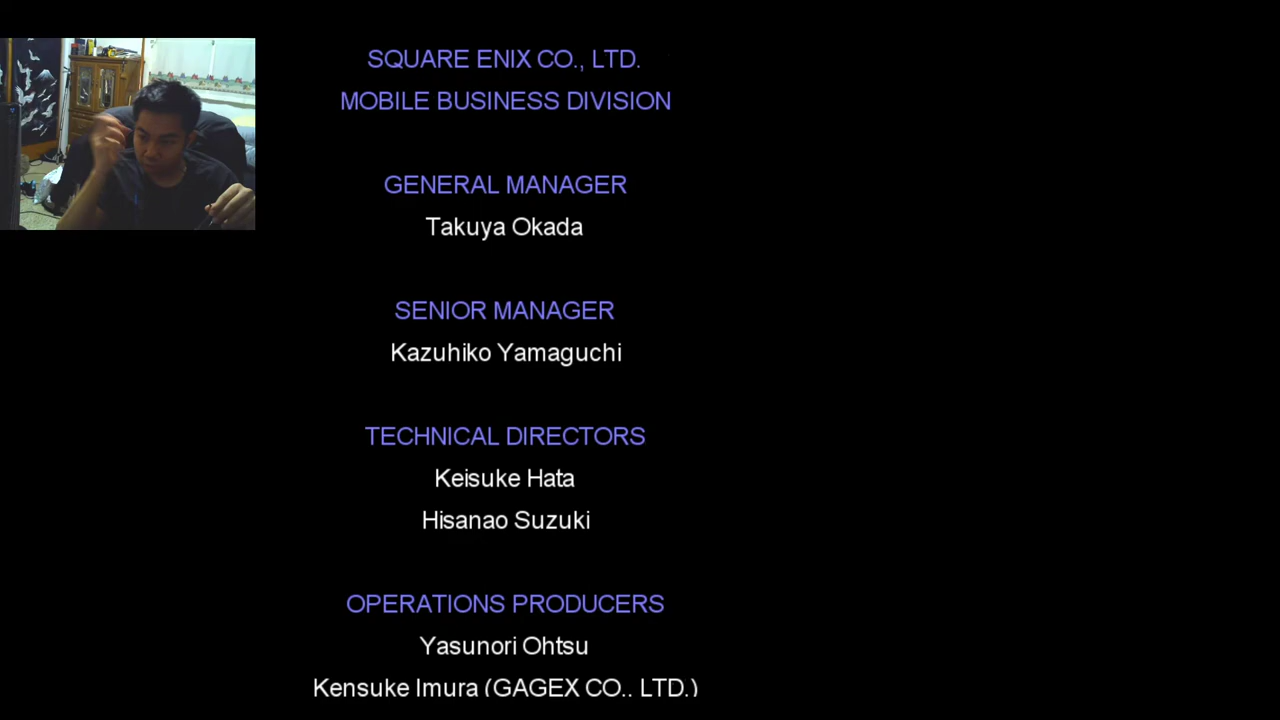 SQUARE ENIX CO., LTD.
MOBILE BUSINESS DIVISION
GENERAL MANAGER
Takuya Okada
SENIOR MANAGER
Kazuhiko Yamaguchi
TECHNICAL DIRECTORS
Keisuke Hata
Hisanao Suzuki
OPERATIONS PRODUCERS
Yasunori Ohtsu
Kensuke Imura (GAGEX CO., LTD.)